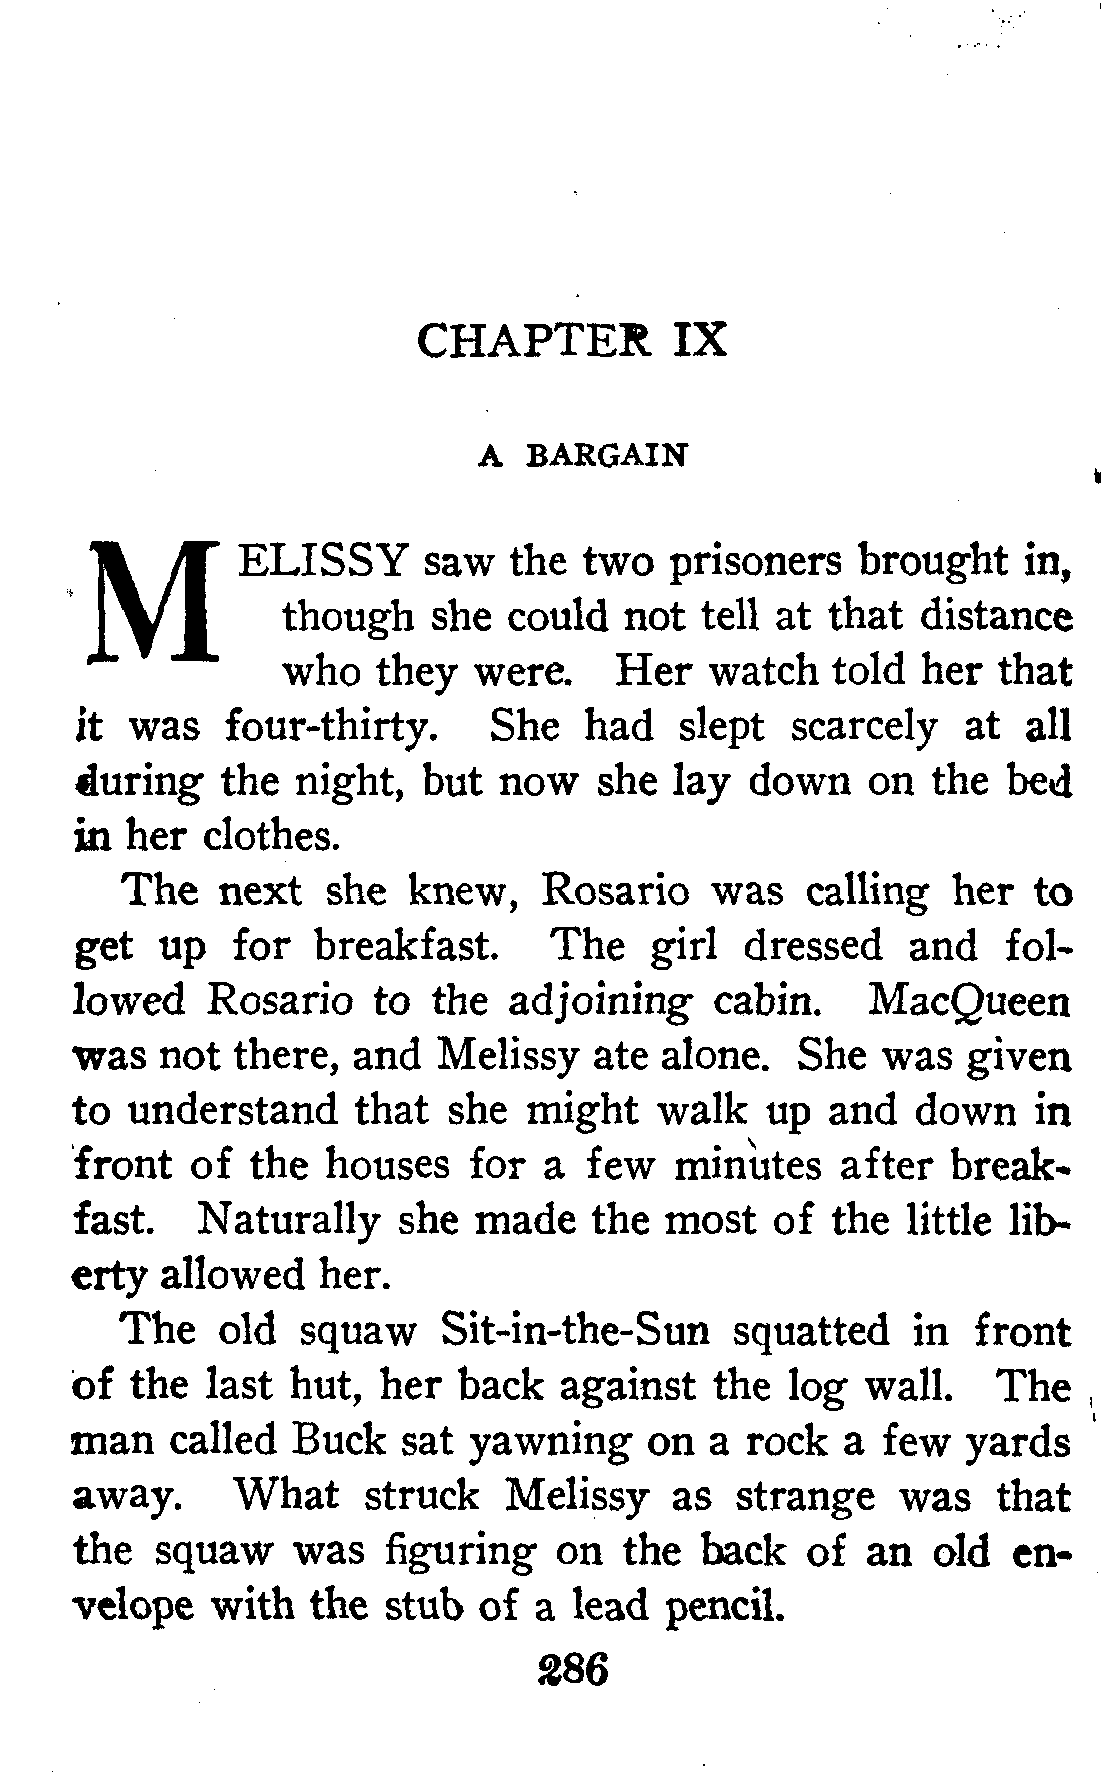 CHAPTER IX
A BARGAIN
MELISSY saw the two prisoners brought in,
though she could not tell at that distance
who they were. Her watch told her that
it was four-thirty. She had slept scarcely at all
during the night, but now she lay down on the bed
in her clothes.
The next she knew, Rosario was calling her to
get up for breakfast. The girl dressed and fol-
lowed Rosario to the adjoining cabin. MacQueen
was not there, and Melissy ate alone. She was given
to understand that she might walk up and down in
front of the houses for a few minutes after break-
fast. Naturally she made the most of the little lib-
erty allowed her.
The old squaw Sit-in-the-Sun squatted in front
of the last hut, her back against the log wall. The
man called Buck sat yawning on a rock a few yards
away. What struck Melissy as strange was that
the squaw was figuring on the back of an old en-
velope with the stub of a lead pencil.
286